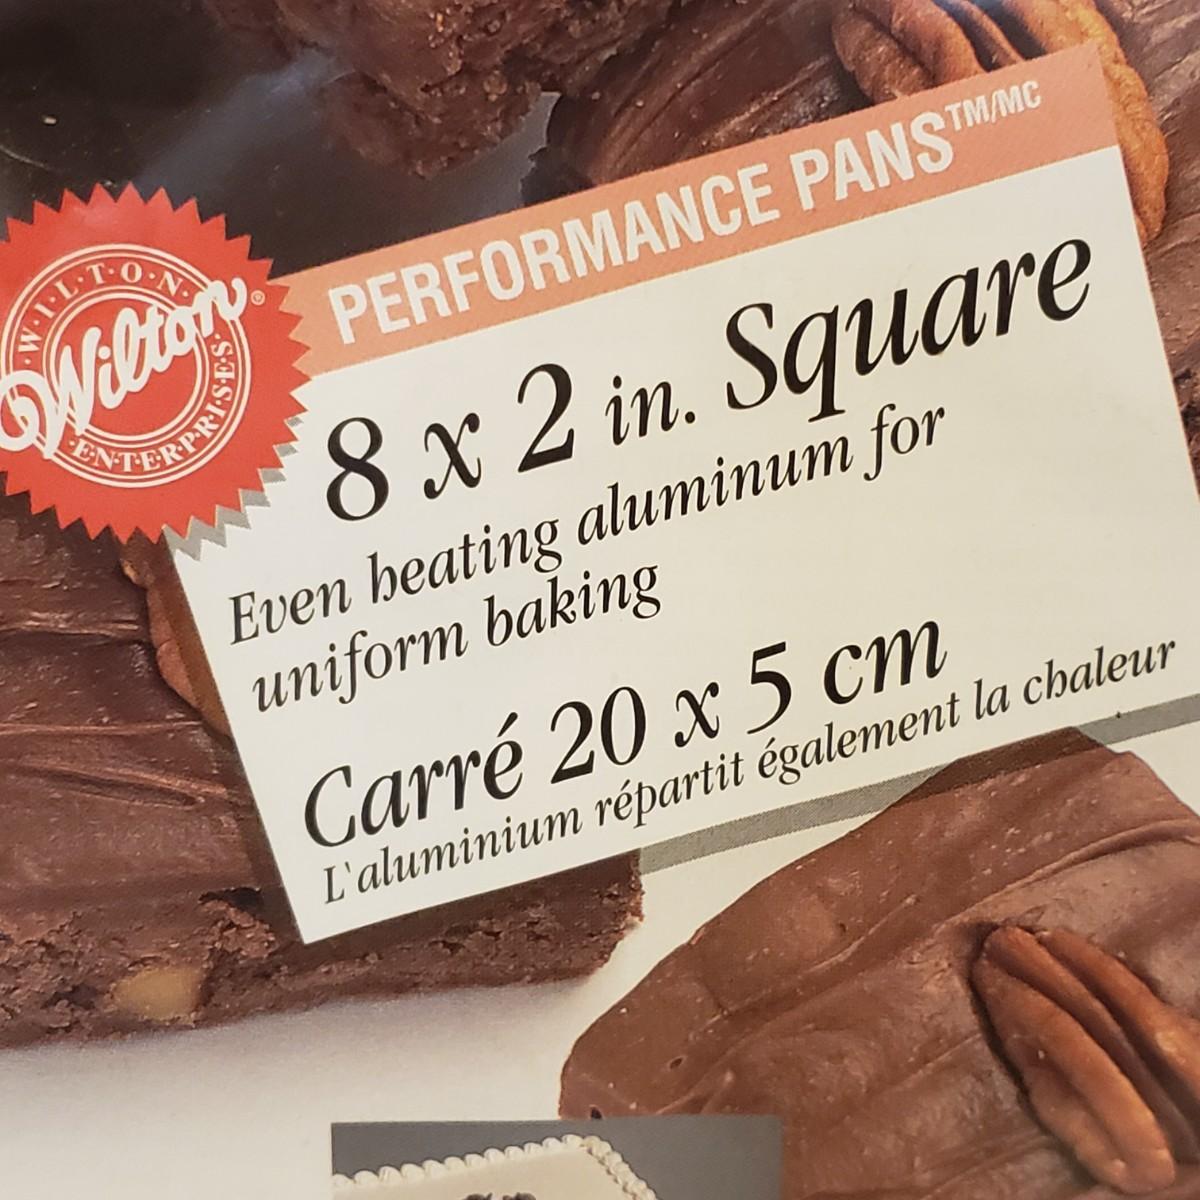 PERFORMANCE PANS™/MC
WILTON
Wilton®
ENTERPRISES
8 x 2 in. Square
Even heating aluminum for
uniform baking
Carré 20 x 5 cm
L'aluminium répartit également la chaleur